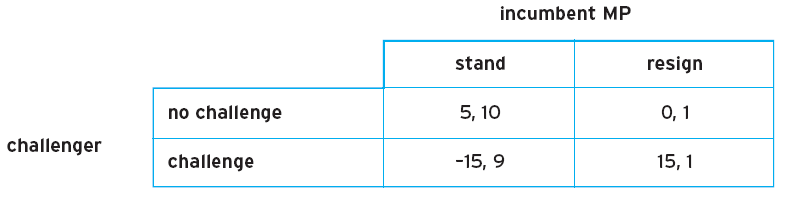 incumbent MP
stand resign
no challenge 5, 10 0, 1
challenger
challenge -15, 9 15, 1